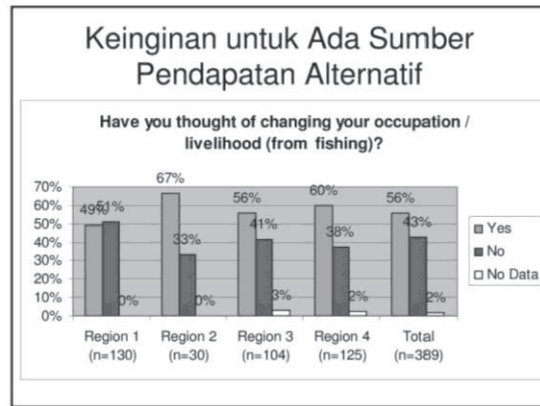 Keinginan untuk Ada Sumber
Pendapatan Alternatif
Have you thought of changing your occupation /
livelihood (from fishing)?
70%
60%
50%
40%
30%
20%
10%
0%
49%
51%
0%
67%
33%
0%
56%
41%
3%
60%
38%
2%
56%
43%
2%
Region 1
(n=130)
Region 2
(n=30)
Region 3
(n=104)
Region 4
(n=125)
Total
(n=389)
Yes
No
No Data